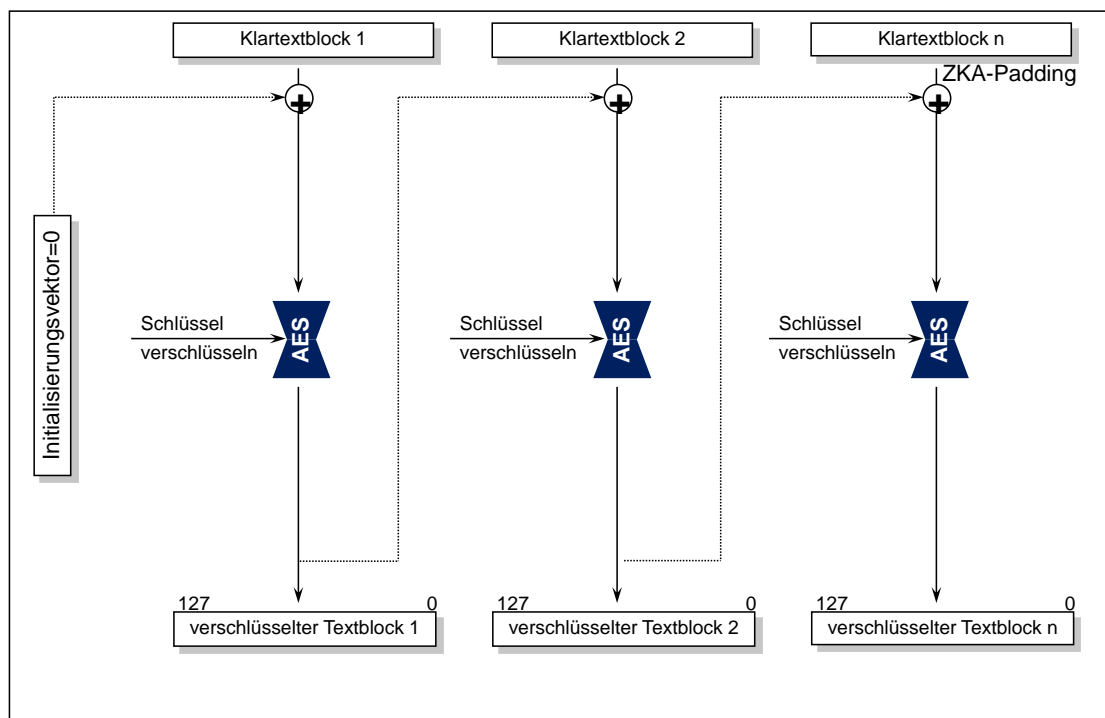 Klartextblock 1
Klartextblock 2
Klartextblock n
ZKA-Padding
Initialisierungsvektor=0
Schlüssel
verschlüsseln
AES
Schlüssel
verschlüsseln
AES
Schlüssel
verschlüsseln
AES
127 0
127 0
127 0
verschlüsselter Textblock 1
verschlüsselter Textblock 2
verschlüsselter Textblock n